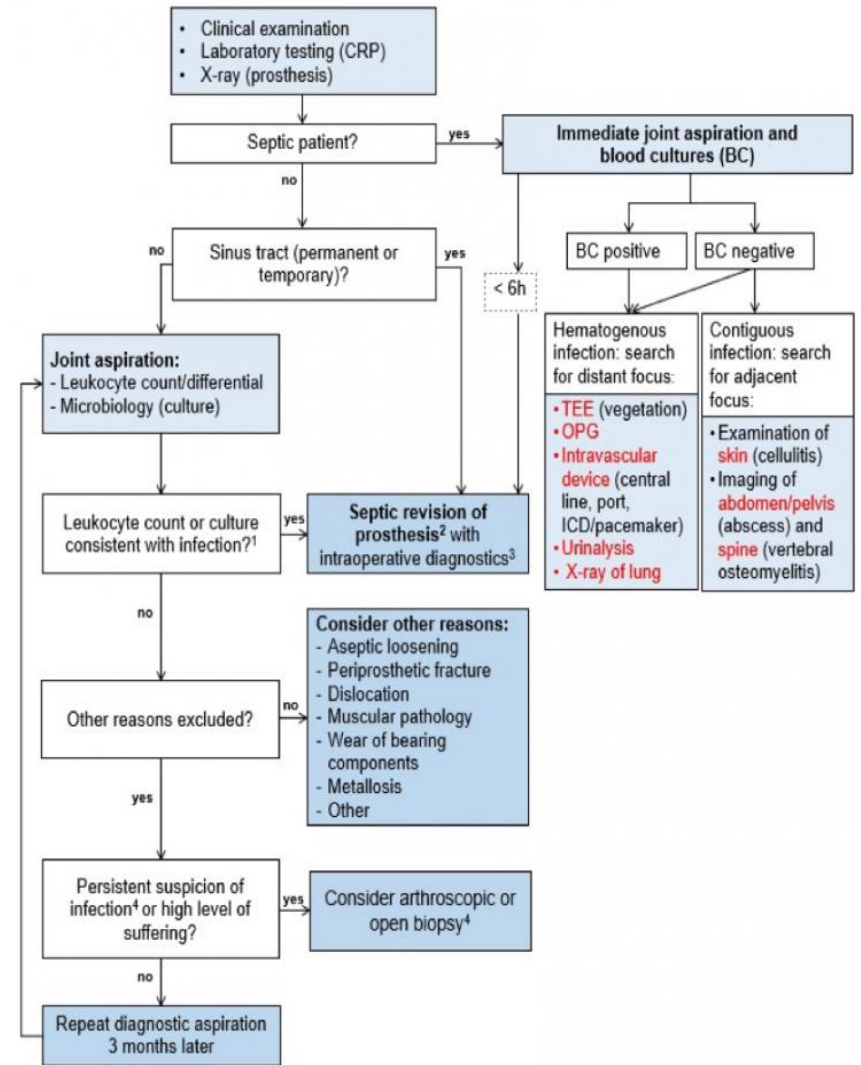 • Clinical examination
• Laboratory testing (CRP)
• X-ray (prosthesis)
Septic patient?
yes
Immediate joint aspiration and
blood cultures (BC)
no
no
Sinus tract (permanent or
temporary)?
yes
BC positive
BC negative
< 6h
Hematogenous
infection: search
for distant focus:
• TEE (vegetation)
• OPG
• Intravascular
device (central
line, port,
ICD/pacemaker)
• Urinalysis
• X-ray of lung
Contiguous
infection: search
for adjacent
focus:
• Examination of
skin (cellulitis)
• Imaging of
abdomen/pelvis
(abscess) and
spine (vertebral
osteomyelitis)
Joint aspiration:
- Leukocyte count/differential
- Microbiology (culture)
Leukocyte count or culture
consistent with infection?¹
yes
Septic revision of
prosthesis² with
intraoperative diagnostics³
no
Consider other reasons:
- Aseptic loosening
- Periprosthetic fracture
- Dislocation
- Muscular pathology
- Wear of bearing
components
- Metallosis
- Other
Other reasons excluded?
no
yes
Persistent suspicion of
infection⁴ or high level of
suffering?
yes
Consider arthroscopic or
open biopsy⁴
no
Repeat diagnostic aspiration
3 months later